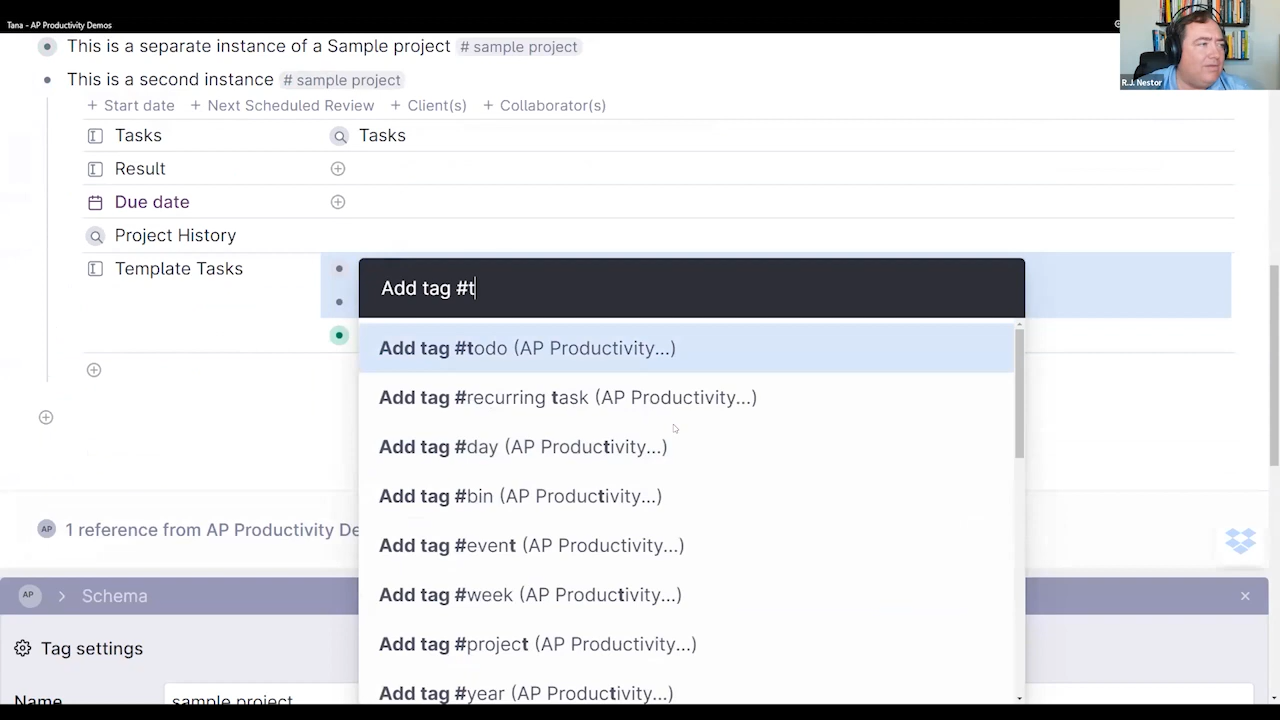 Tana - AP Productivity Demos
R.J. Nestor
This is a separate instance of a Sample project # sample project
This is a second instance # sample project
+ Start date + Next Scheduled Review + Client(s) + Collaborator(s)
Tasks Tasks
Result
Due date
Project History
Template Tasks
Add tag #t
Add tag #todo (AP Productivity...)
Add tag #recurring task (AP Productivity...)
Add tag #day (AP Productivity...)
Add tag #bin (AP Productivity...)
Add tag #event (AP Productivity...)
Add tag #week (AP Productivity...)
Add tag #project (AP Productivity...)
Add tag #year (AP Productivity...)
AP 1 reference from AP Productivity De
AP > Schema
Tag settings
Name sample project